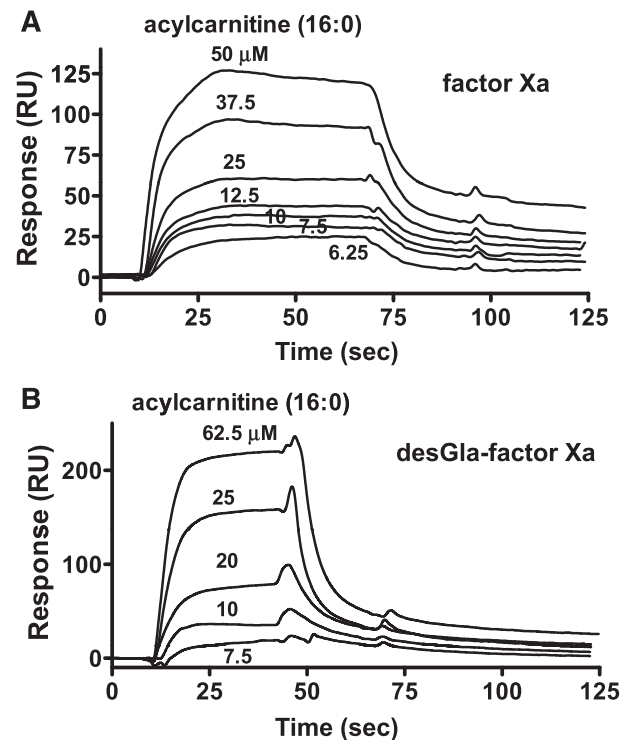 A
acylcarnitine (16:0)
50 μM
factor Xa
37.5
25
12.5
10
7.5
6.25
125
100
75
50
25
0
Response (RU)
0 25 50 75 100 125
Time (sec)
B
acylcarnitine (16:0)
62.5 μM
desGla-factor Xa
25
20
10
7.5
200
100
0
Response (RU)
0 25 50 75 100 125
Time (sec)